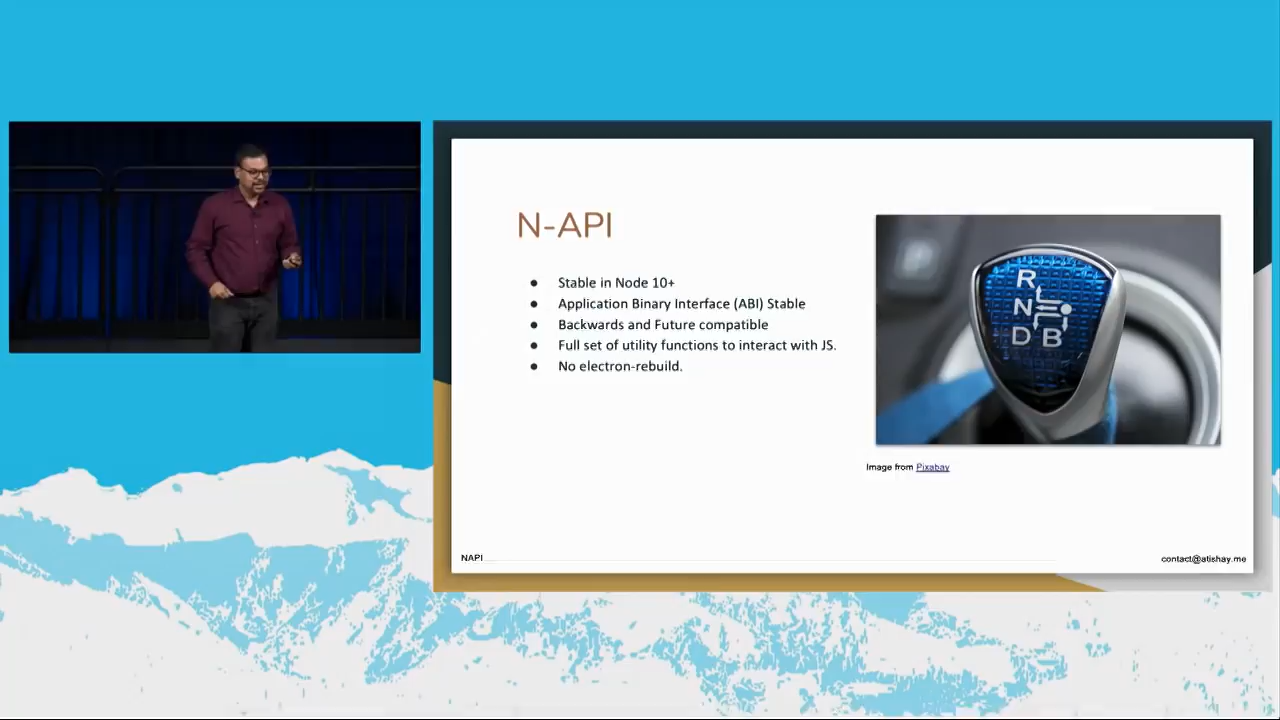 N-API
● Stable in Node 10+
● Application Binary Interface (ABI) Stable
● Backwards and Future compatible
● Full set of utility functions to interact with JS.
● No electron-rebuild.
R
N
D B
Image from Pixabay
NAPI
contact@atishay.me